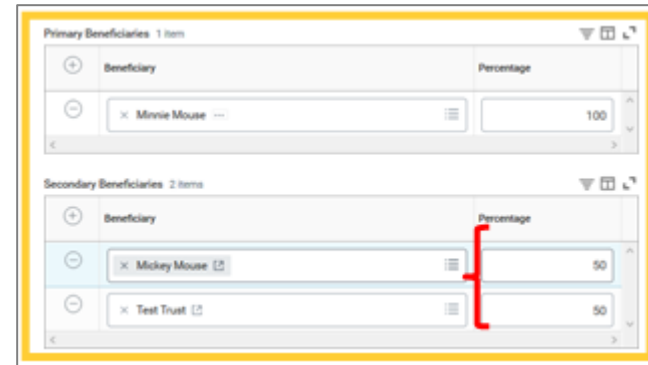 Primary Beneficiaries 1 item
Beneficiary Percentage
Minnie Mouse 100
Secondary Beneficiaries 2 items
Beneficiary Percentage
Mickey Mouse 50
Test Trust 50